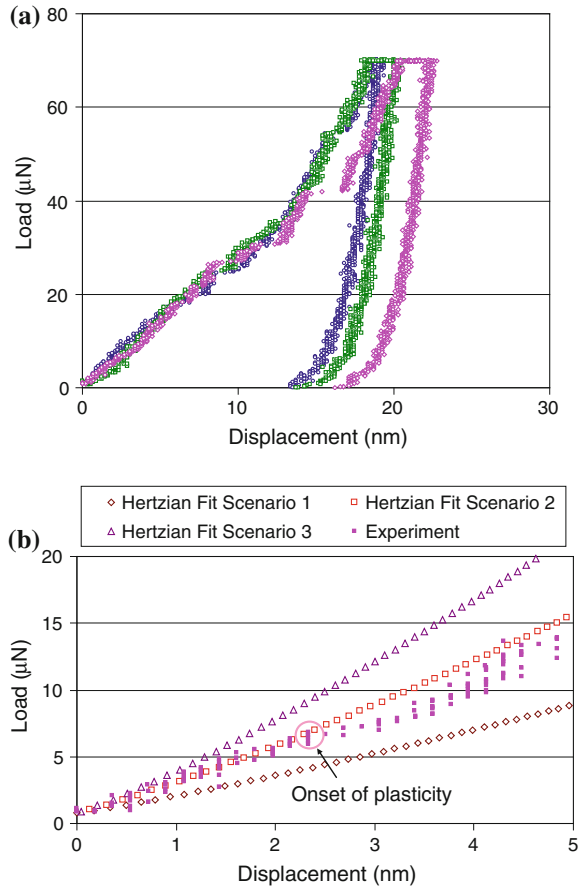 (a)
80
60
40
20
0
Load (μN)
0 10 20 30
Displacement (nm)
Hertzian Fit Scenario 1 Hertzian Fit Scenario 2
Hertzian Fit Scenario 3 Experiment
(b)
20
15
10
5
0
Load (μN)
Onset of plasticity
0 1 2 3 4 5
Displacement (nm)